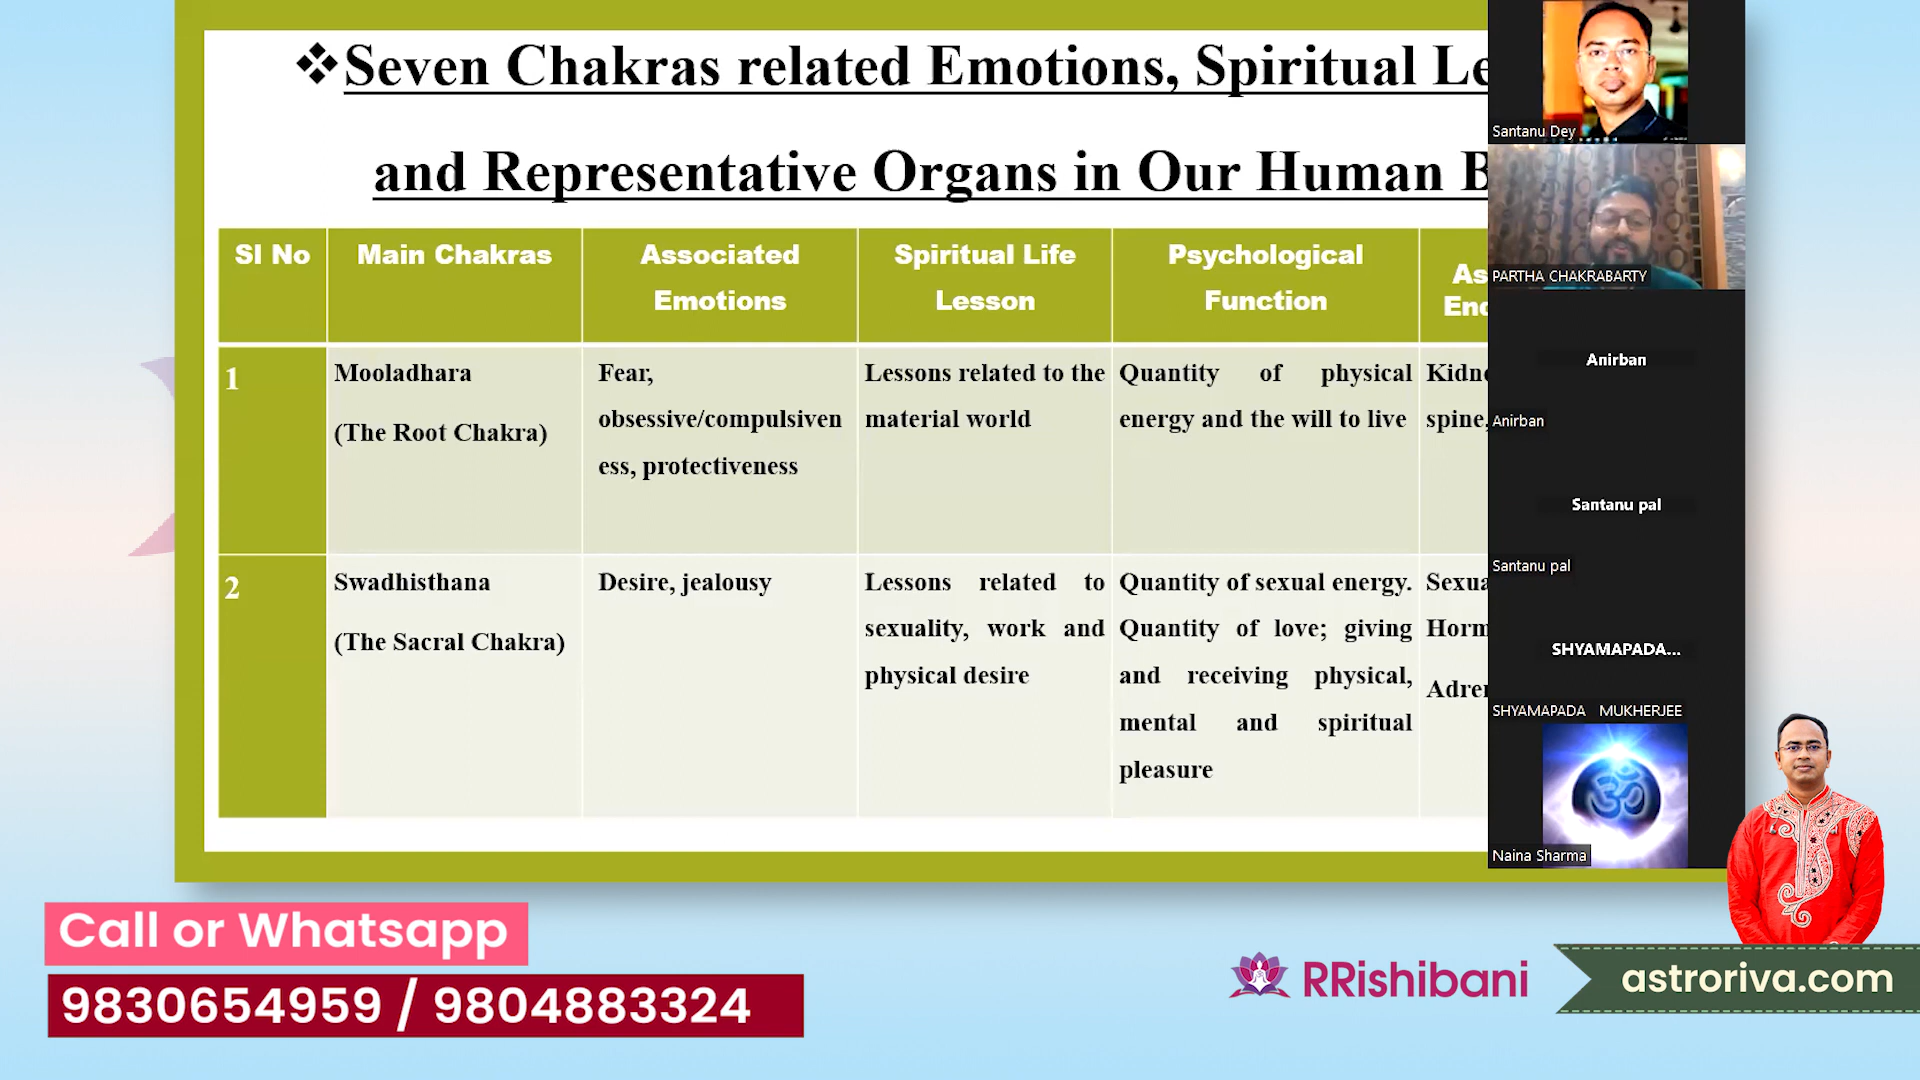 ❖Seven Chakras related Emotions, Spiritual Le
and Representative Organs in Our Human B
Sl No
Main Chakras
Associated
Emotions
Spiritual Life
Lesson
Psychological
Function
As
End
1
Mooladhara
(The Root Chakra)
Fear,
obsessive/compulsiven
ess, protectiveness
Lessons related to the
material world
Quantity of physical
energy and the will to live
Kidne
spine,
2
Swadhisthana
(The Sacral Chakra)
Desire, jealousy
Lessons related to
sexuality, work and
physical desire
Quantity of sexual energy.
Quantity of love; giving
and receiving physical,
mental and spiritual
pleasure
Sexua
Horm
Adren
Santanu Dey
PARTHA CHAKRABARTY
Anirban
Anirban
Santanu pal
Santanu pal
SHYAMAPADA...
SHYAMAPADA MUKHERJEE
ॐ
Naina Sharma
Call or Whatsapp
9830654959 / 9804883324
RRishibani
astroriva.com